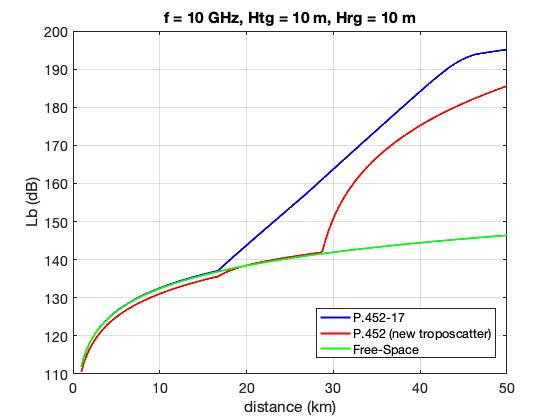 f = 10 GHz, Htg = 10 m, Hrg = 10 m
200
190
180
170
160
150
140
130
120
110
Lb (dB)
0
10
20
30
40
50
distance (km)
P.452-17
P.452 (new troposcatter)
Free-Space